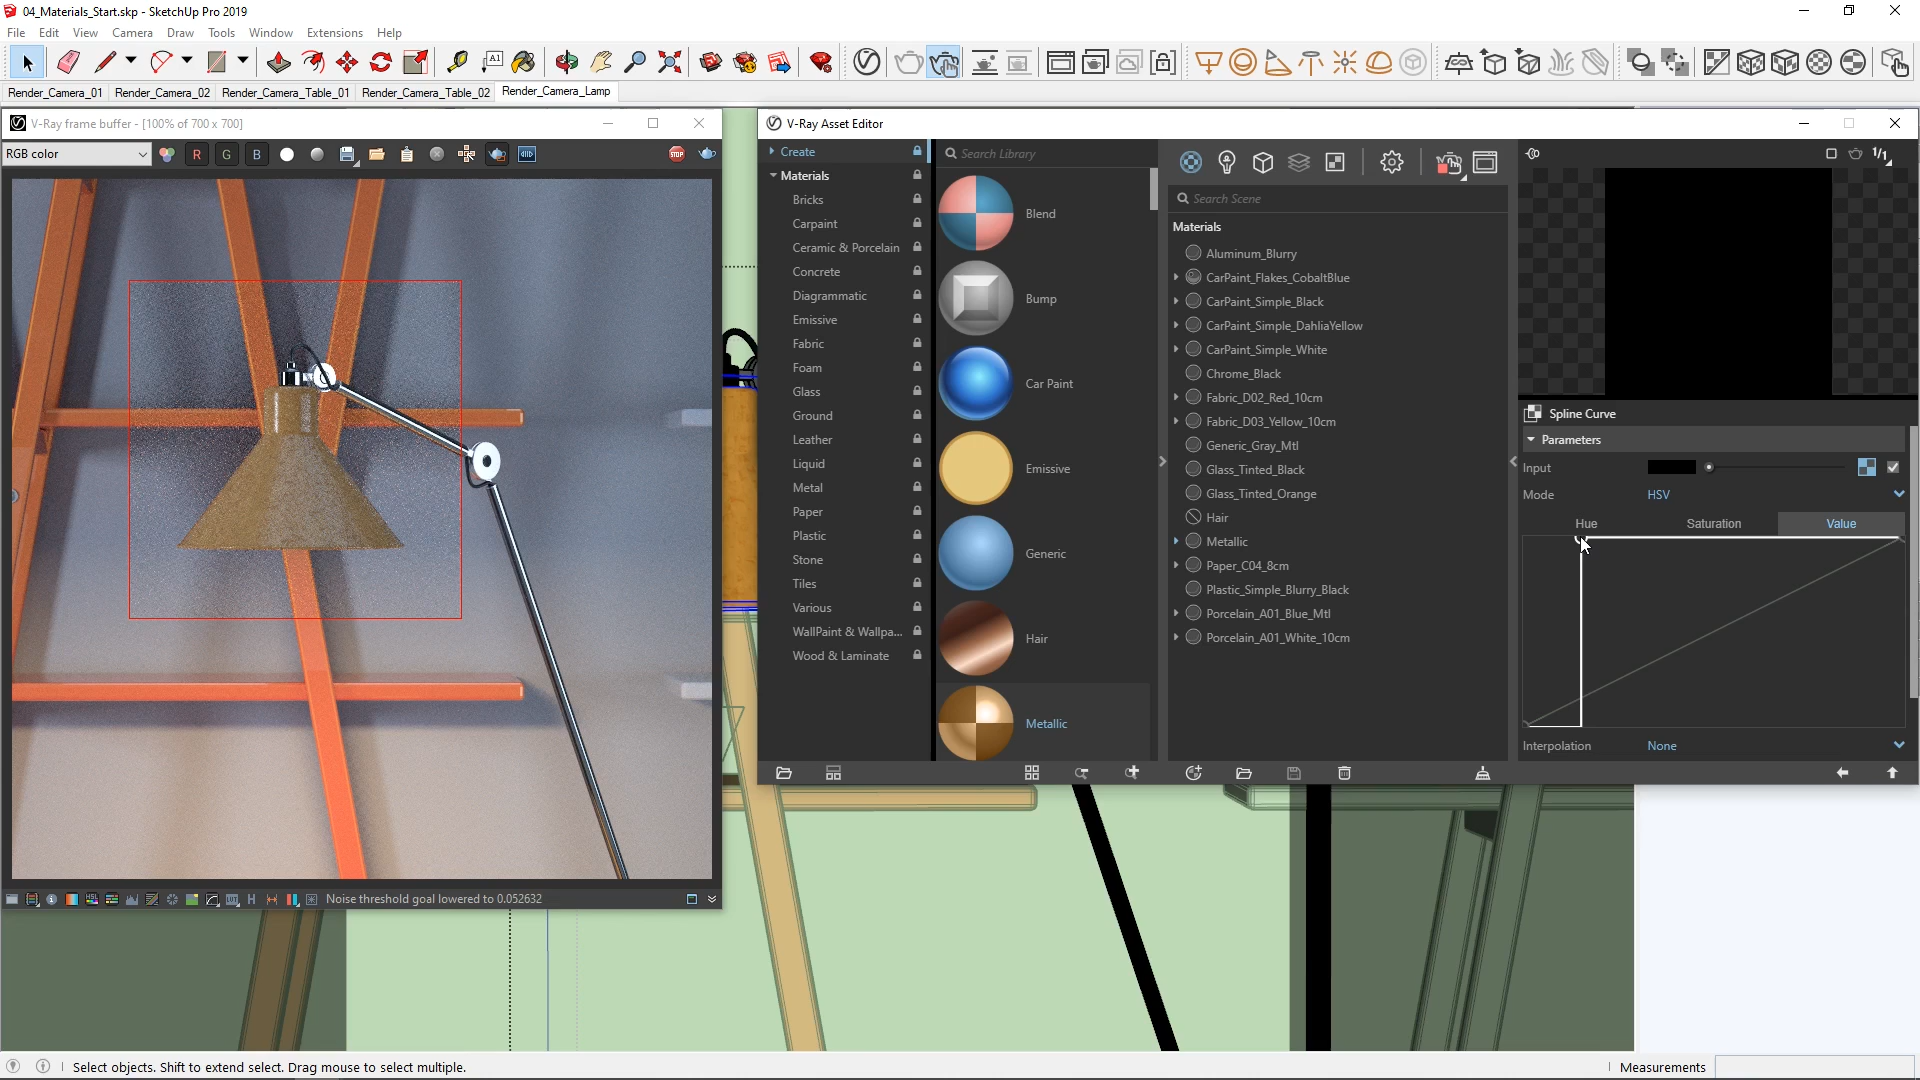 04_Materials_Start.skp - SketchUp Pro 2019
File Edit View Camera Draw Tools Window Extensions Help
A1
Render_Camera_01 Render_Camera_02 Render_Camera_Table_01 Render_Camera_Table_02 Render_Camera_Lamp
V-Ray frame buffer - [100% of 700 x 700]
RGB color
R G B
STOP
Noise threshold goal lowered to 0.052632
V-Ray Asset Editor
Create
Materials
Bricks
Carpaint
Ceramic & Porcelain
Concrete
Diagrammatic
Emissive
Fabric
Foam
Glass
Ground
Leather
Liquid
Metal
Paper
Plastic
Stone
Tiles
Various
WallPaint & Wallpa...
Wood & Laminate
Search Library
Blend
Bump
Car Paint
Emissive
Generic
Hair
Metallic
Search Scene
Materials
Aluminum_Blurry
CarPaint_Flakes_CobaltBlue
CarPaint_Simple_Black
CarPaint_Simple_DahliaYellow
CarPaint_Simple_White
Chrome_Black
Fabric_D02_Red_10cm
Fabric_D03_Yellow_10cm
Generic_Gray_Mtl
Glass_Tinted_Black
Glass_Tinted_Orange
Hair
Metallic
Paper_C04_8cm
Plastic_Simple_Blurry_Black
Porcelain_A01_Blue_Mtl
Porcelain_A01_White_10cm
1/1
Spline Curve
Parameters
Input
Mode HSV
Hue Saturation Value
Interpolation None
Select objects. Shift to extend select. Drag mouse to select multiple.
Measurements